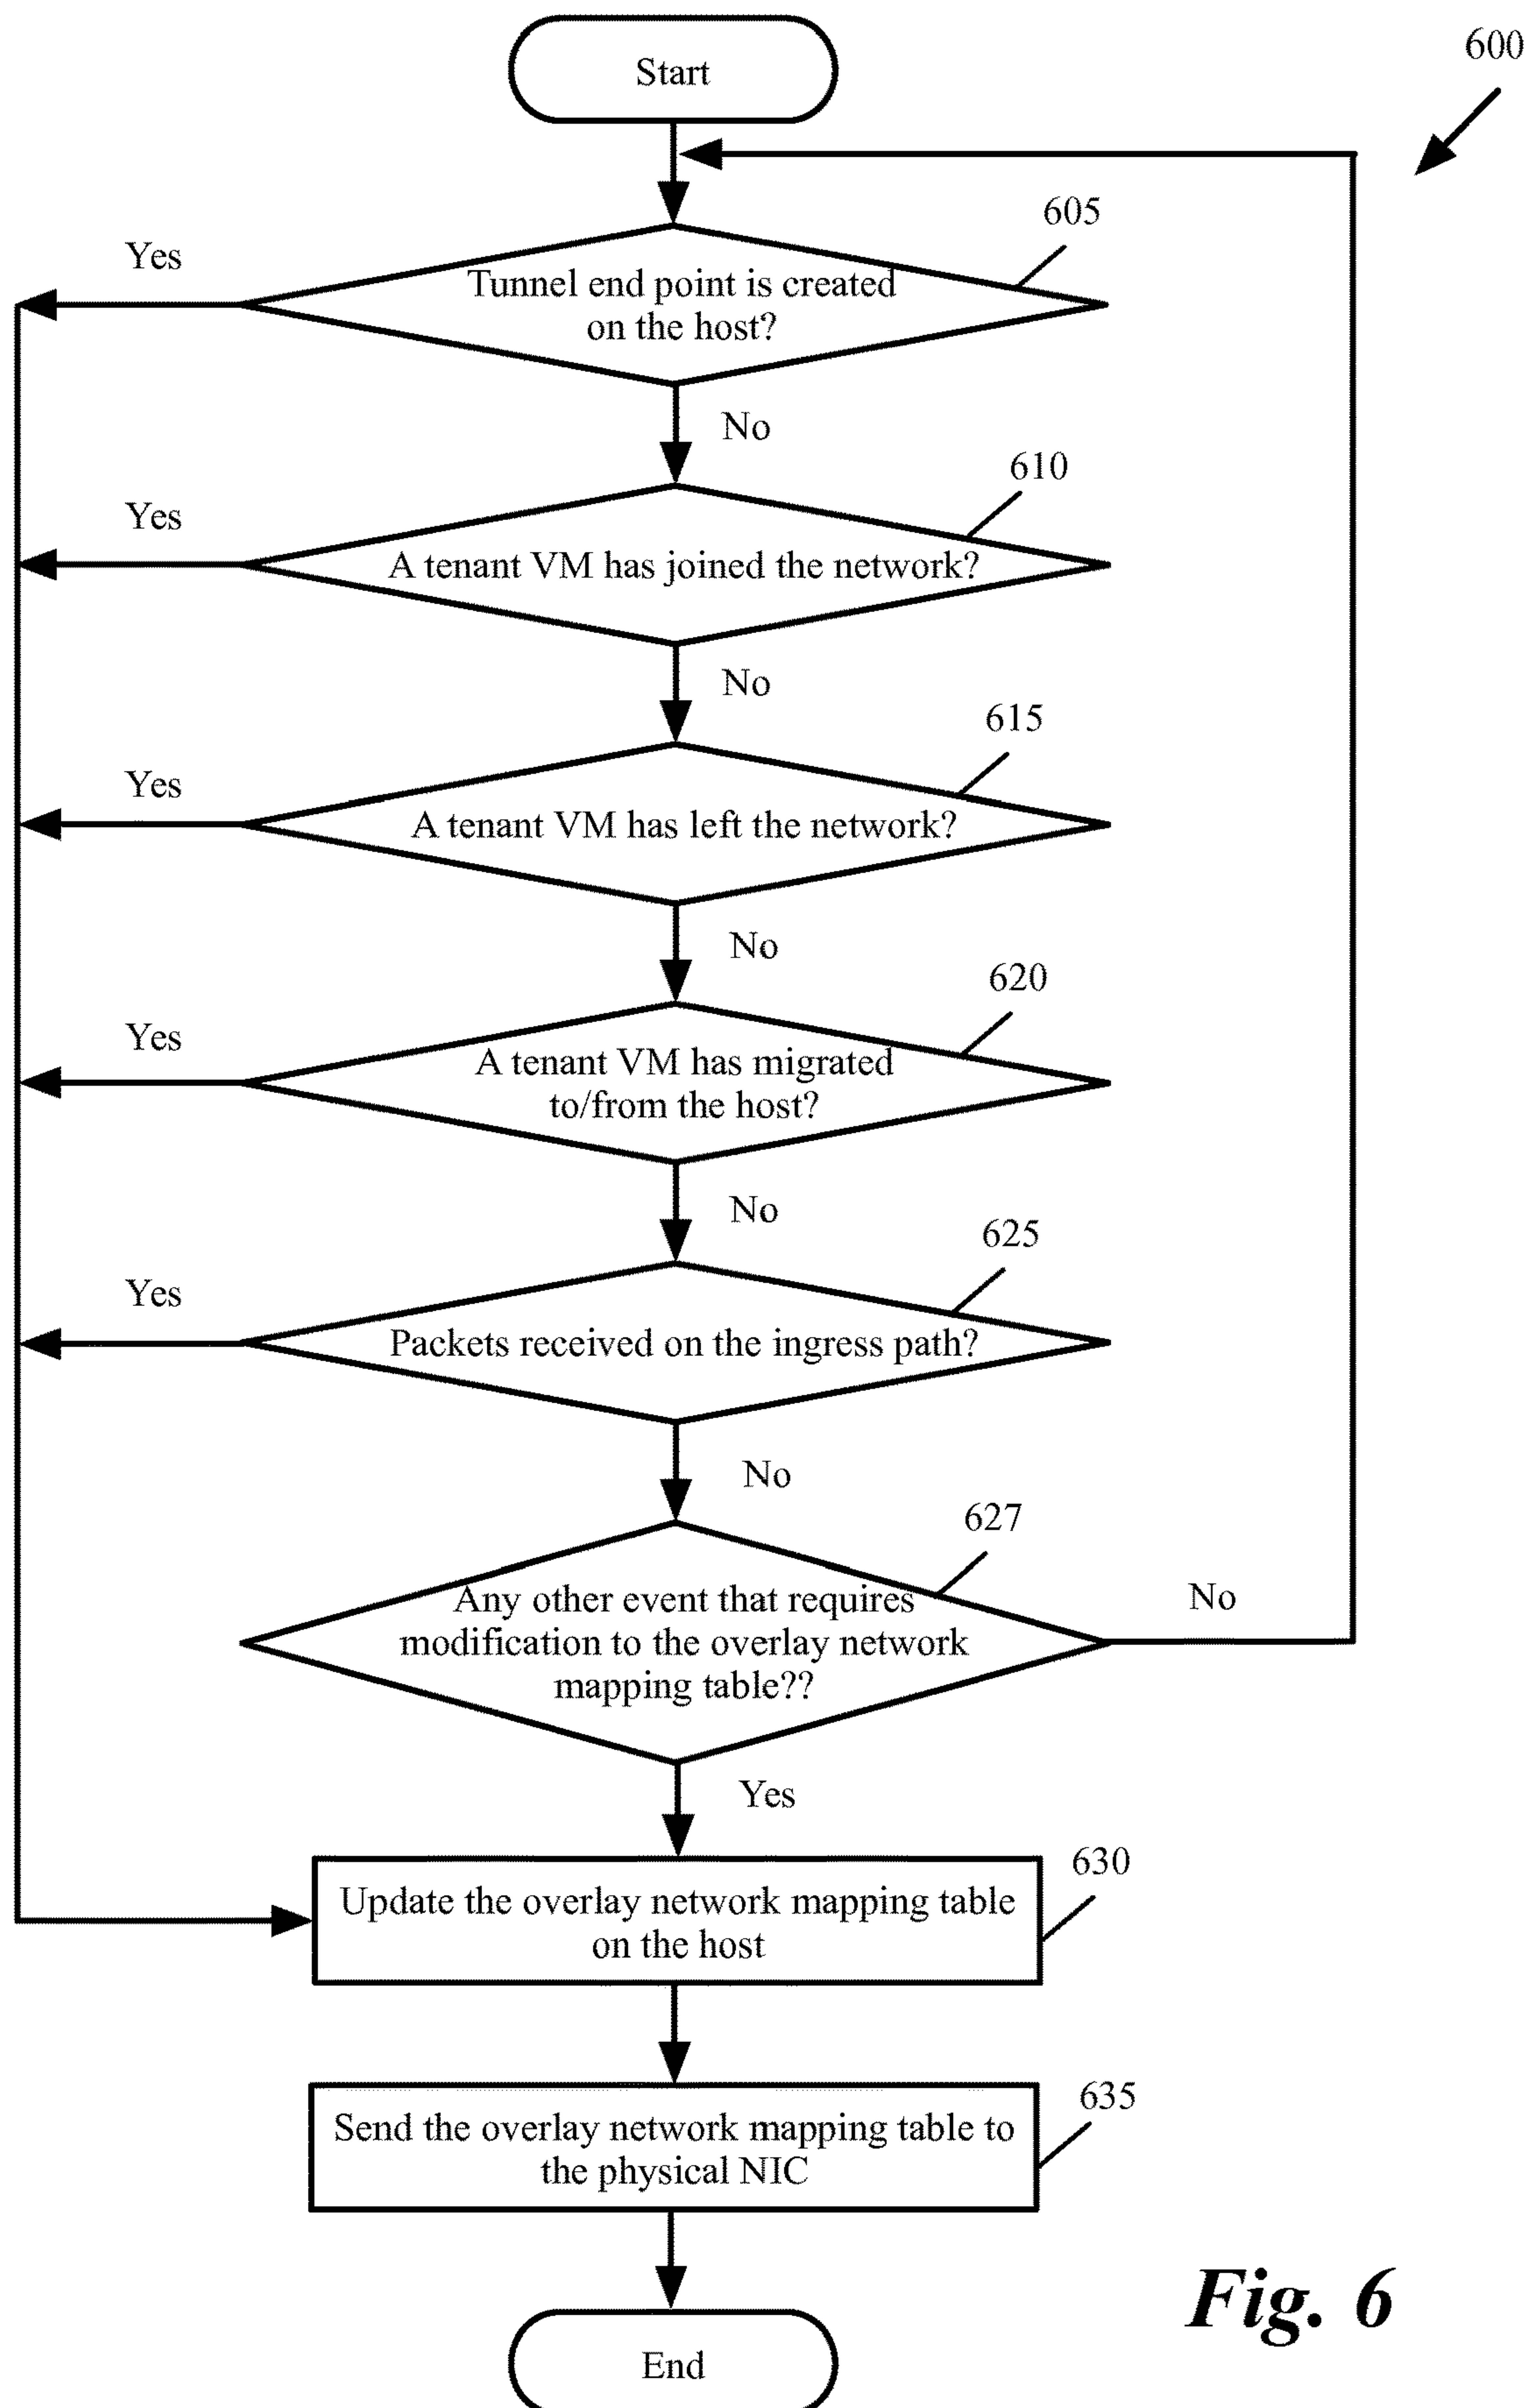 Start
600
605
Yes
Tunnel end point is created
on the host?
No
610
Yes
A tenant VM has joined the network?
No
615
Yes
A tenant VM has left the network?
No
620
Yes
A tenant VM has migrated
to/from the host?
No
625
Yes
Packets received on the ingress path?
No
627
Any other event that requires
modification to the overlay network
mapping table??
No
Yes
630
Update the overlay network mapping table
on the host
635
Send the overlay network mapping table to
the physical NIC
Fig. 6
End